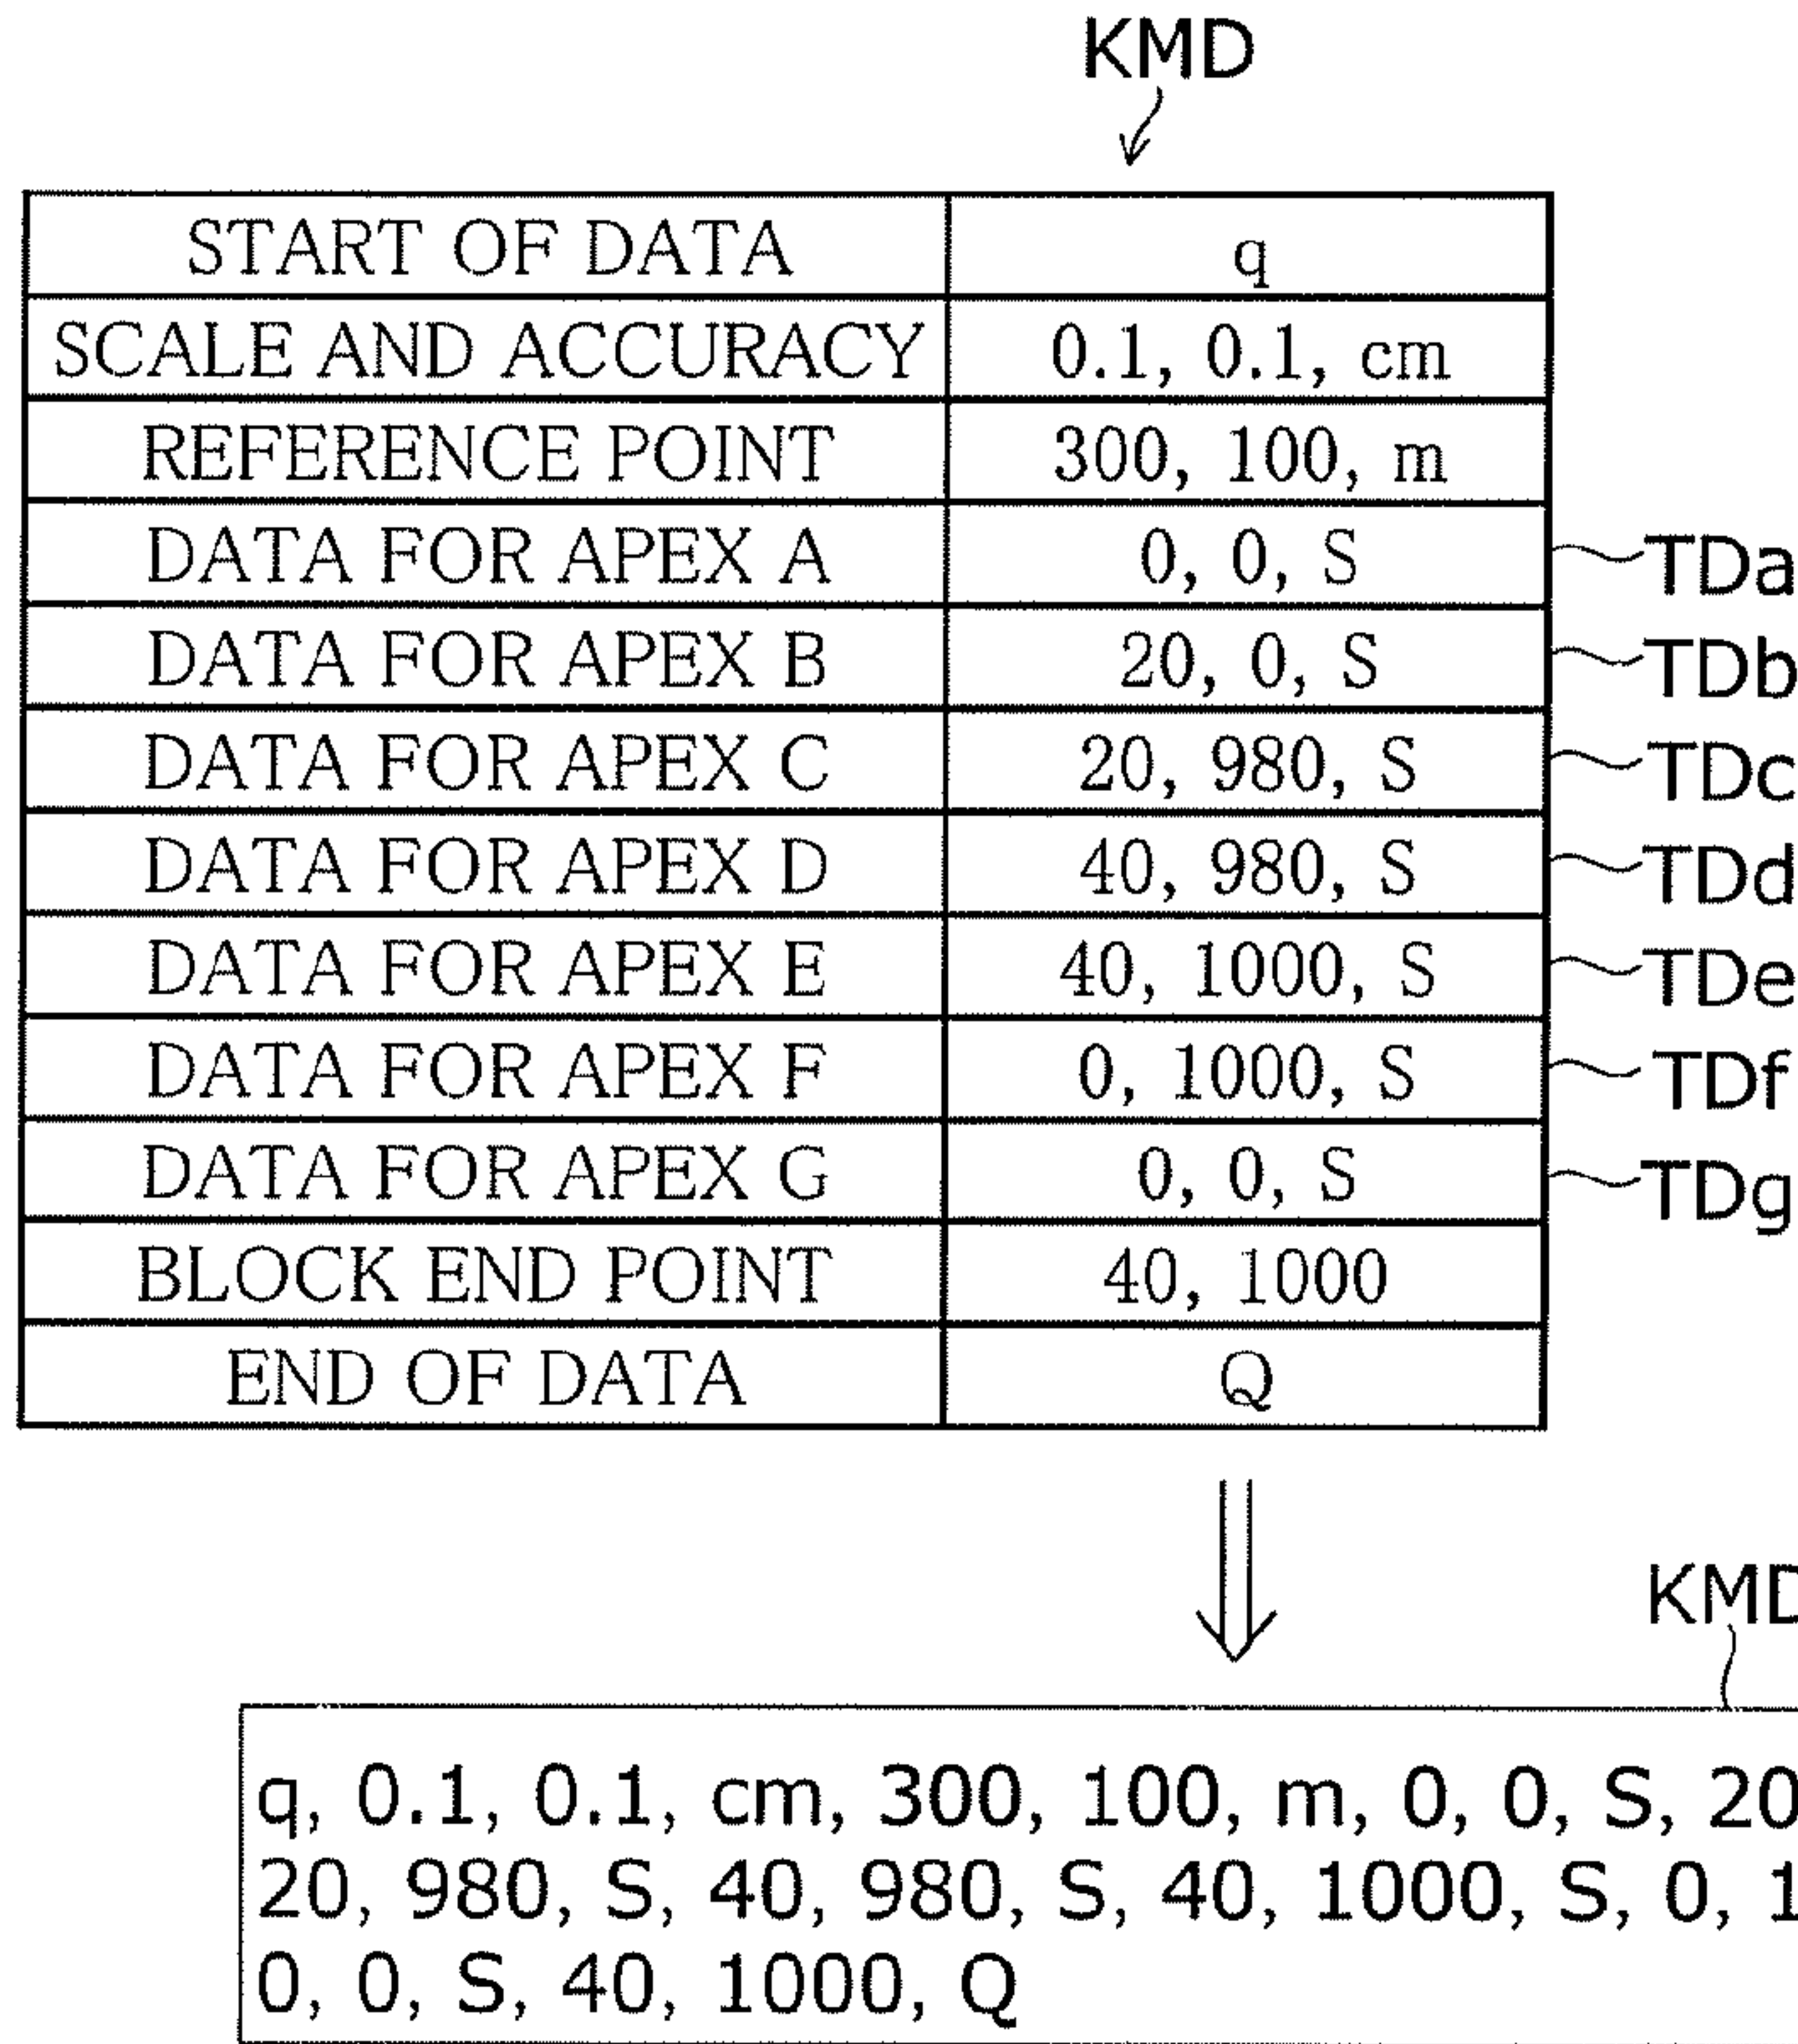 KMD
START OF DATA q
SCALE AND ACCURACY 0.1, 0.1, cm
REFERENCE POINT 300, 100, m
DATA FOR APEX A 0, 0, S TDa
DATA FOR APEX B 20, 0, S TDb
DATA FOR APEX C 20, 980, S TDc
DATA FOR APEX D 40, 980, S TDd
DATA FOR APEX E 40, 1000, S TDe
DATA FOR APEX F 0, 1000, S TDf
DATA FOR APEX G 0, 0, S TDg
BLOCK END POINT 40, 1000
END OF DATA Q
KMD
q, 0.1, 0.1, cm, 300, 100, m, 0, 0, S, 20
20, 980, S, 40, 980, S, 40, 1000, S, 0, 1
0, 0, S, 40, 1000, Q